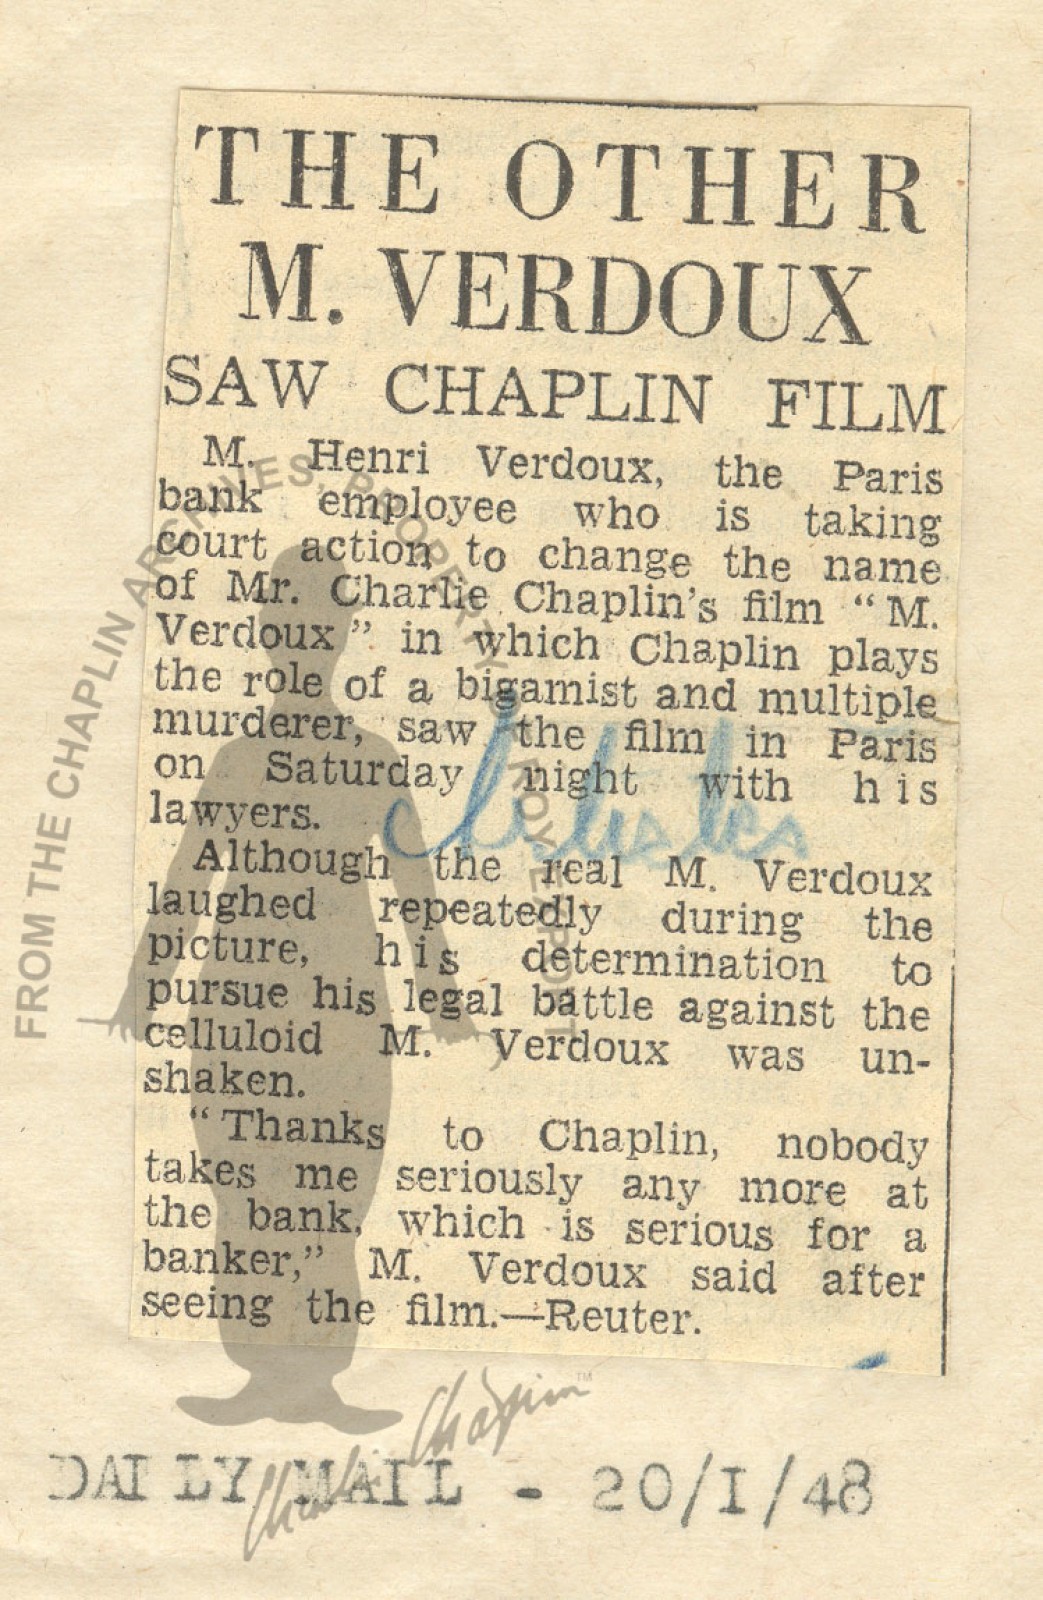 THE OTHER
M. VERDOUX
SAW CHAPLIN FILM
M. Henri Verdoux, the Paris
bank employee who is taking
court action to change the name
of Mr. Charlie Chaplin's film “M.
Verdoux” in which Chaplin plays
the role of a bigamist and multiple
murderer, saw the film in Paris
on Saturday night with his
lawyers.
Although the real M. Verdoux
laughed repeatedly during the
picture, his determination to
pursue his legal battle against the
celluloid M. Verdoux was un-
shaken.
“Thanks to Chaplin, nobody
takes me seriously any more at
the bank, which is serious for a
banker,” M. Verdoux said after
seeing the film.—Reuter.
FROM THE CHAPLIN ARCHIVES, PROPERTY ROY EXPORT
Charlie Chaplin™
DAILY MAIL - 20/I/48